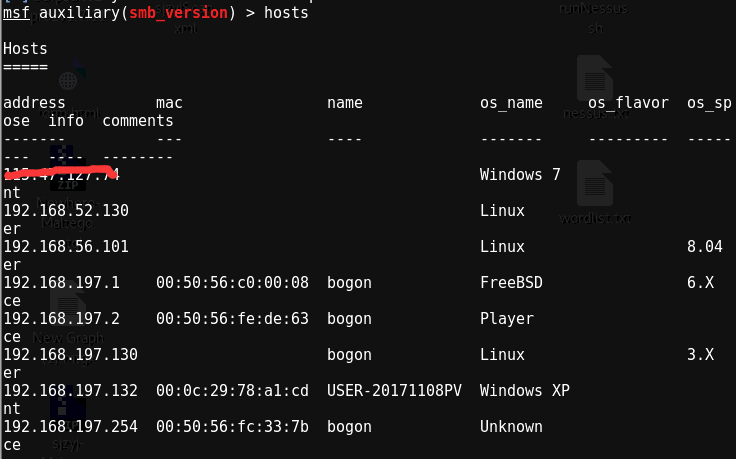 msf auxiliary(smb_version) > hosts
Hosts
=====
address          mac                name              os_name     os_flavor  os_sp
ose  info  comments
-------          ---                ----              -------     ---------  -----
---  ----  --------
Windows 7
nt
192.168.52.130                                        Linux
er
192.168.56.101                                        Linux                  8.04
er
192.168.197.1    00:50:56:c0:00:08  bogon             FreeBSD                6.X
ce
192.168.197.2    00:50:56:fe:de:63  bogon             Player
ce
192.168.197.130                     bogon             Linux                  3.X
er
192.168.197.132  00:0c:29:78:a1:cd  USER-20171108PV   Windows XP
nt
192.168.197.254  00:50:56:fc:33:7b  bogon             Unknown
ce
runNessus.
sh
nessus.txt
wordlist.txt
ZIP
Maltego
New Graph